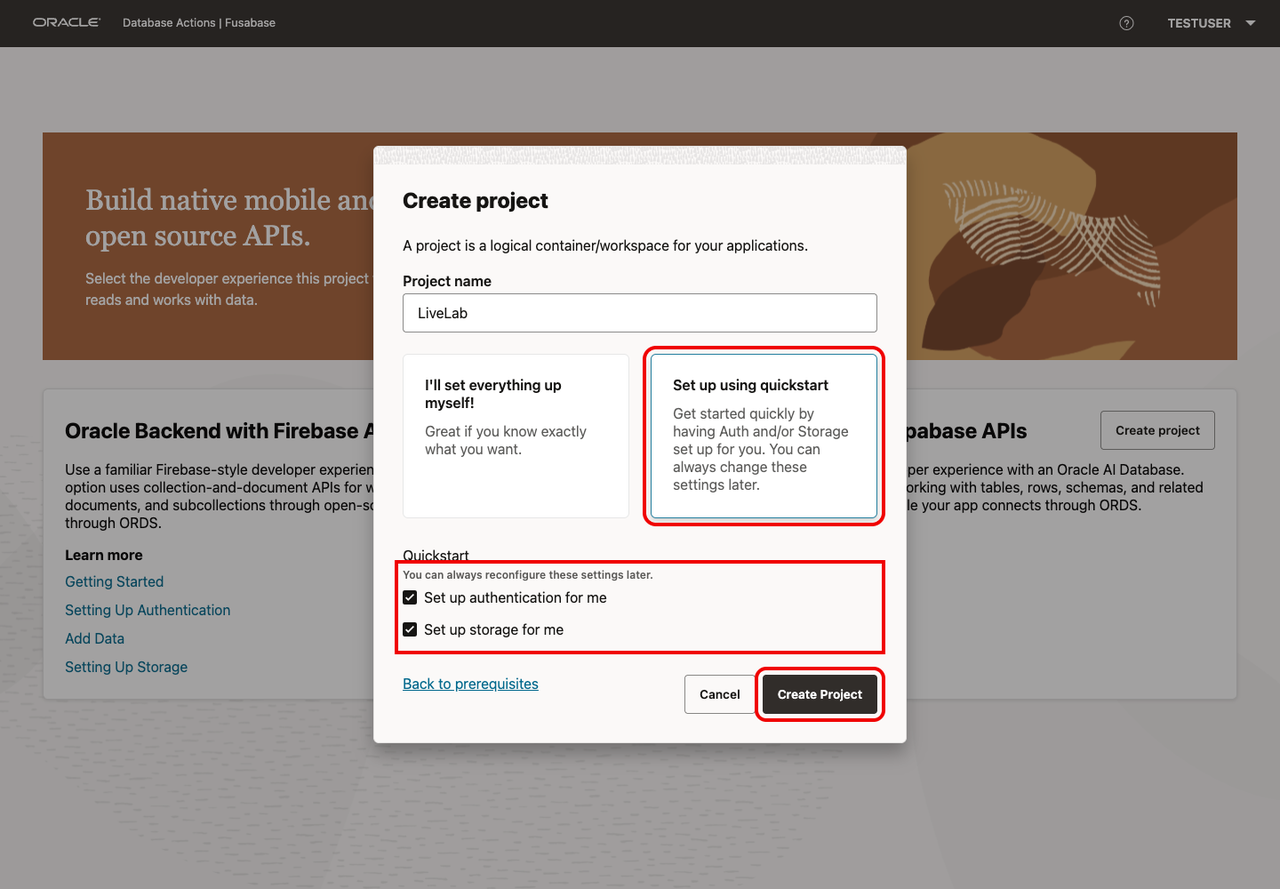 ORACLE Database Actions | Fusabase
TESTUSER
Build native mobile and
open source APIs.
Select the developer experience this project
reads and works with data.
Create project
A project is a logical container/workspace for your applications.
Project name
LiveLab
I'll set everything up
myself!
Great if you know exactly
what you want.
Set up using quickstart
Get started quickly by
having Auth and/or Storage
set up for you. You can
always change these
settings later.
Quickstart
You can always reconfigure these settings later.
Set up authentication for me
Set up storage for me
Back to prerequisites
Cancel
Create Project
Oracle Backend with Firebase A
Use a familiar Firebase-style developer experien
option uses collection-and-document APIs for w
documents, and subcollections through open-so
through ORDS.
Learn more
Getting Started
Setting Up Authentication
Add Data
Setting Up Storage
pabase APIs
Create project
per experience with an Oracle AI Database.
orking with tables, rows, schemas, and related
le your app connects through ORDS.